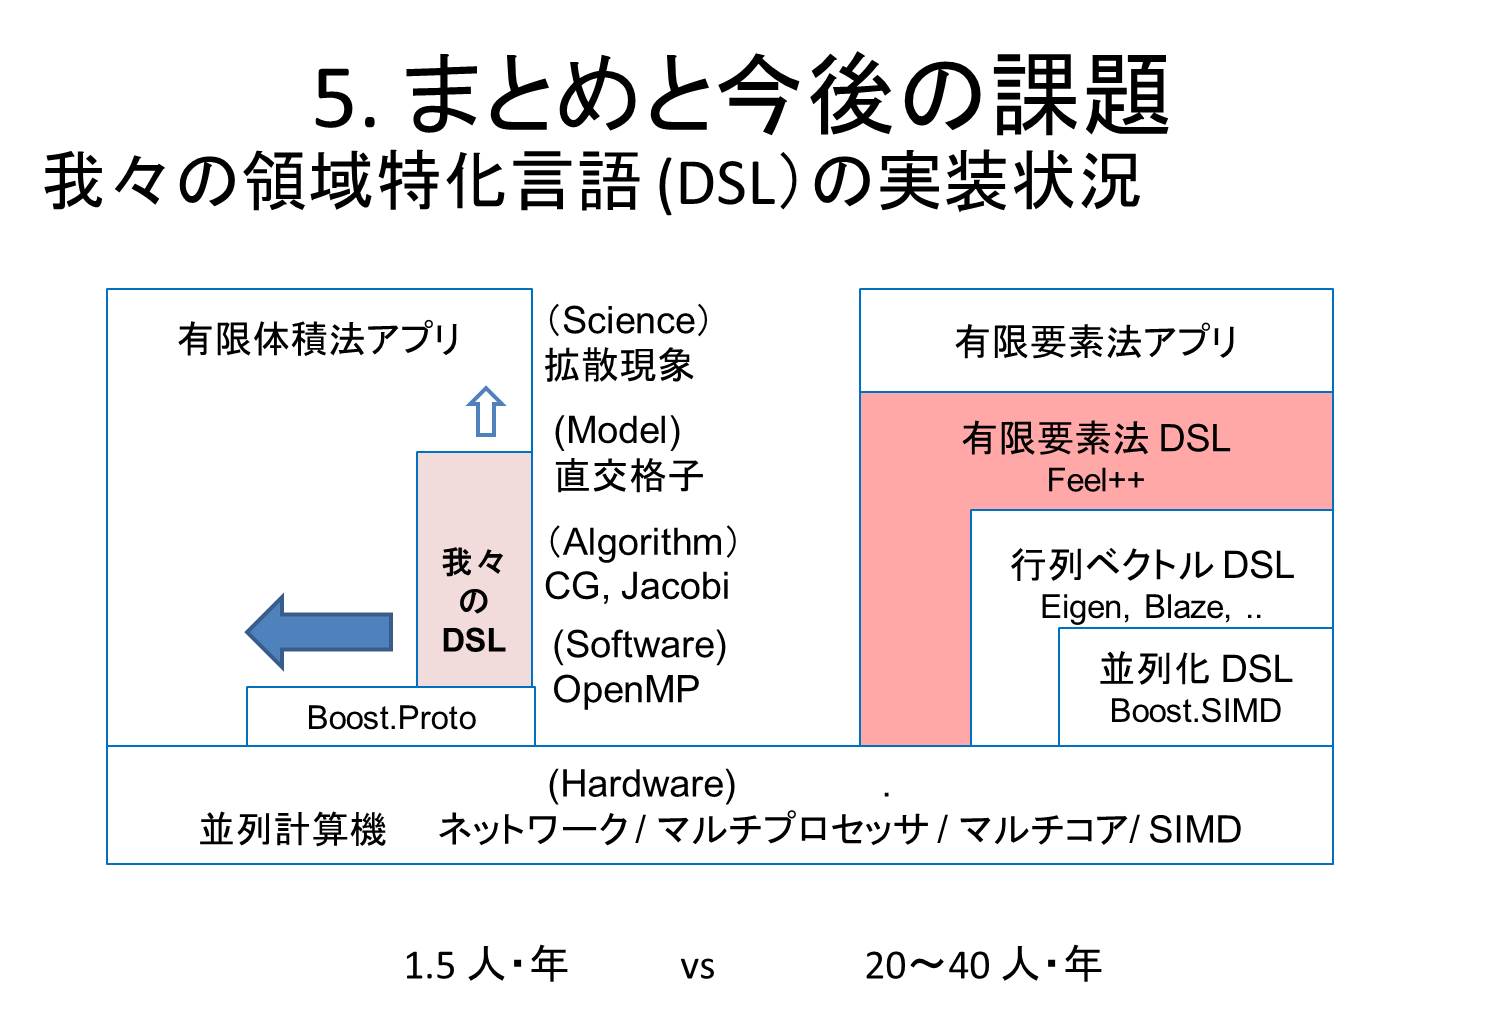 5. まとめと今後の課題
我々の領域特化言語 (DSL）の実装状況
有限体積法アプリ
（Science）
拡散現象
(Model)
直交格子
（Algorithm）
CG, Jacobi
(Software)
OpenMP
我々
の
DSL
Boost.Proto
有限要素法アプリ
有限要素法 DSL
Feel++
行列ベクトル DSL
Eigen, Blaze, ..
並列化 DSL
Boost.SIMD
(Hardware) .
並列計算機 ネットワーク / マルチプロセッサ / マルチコア/ SIMD
1.5 人・年 vs 20～40 人・年